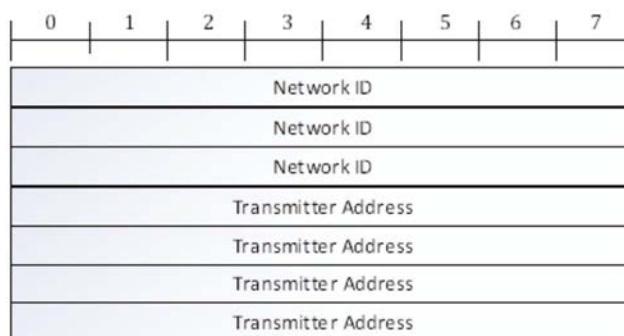 0 1 2 3 4 5 6 7
Network ID
Network ID
Network ID
Transmitter Address
Transmitter Address
Transmitter Address
Transmitter Address